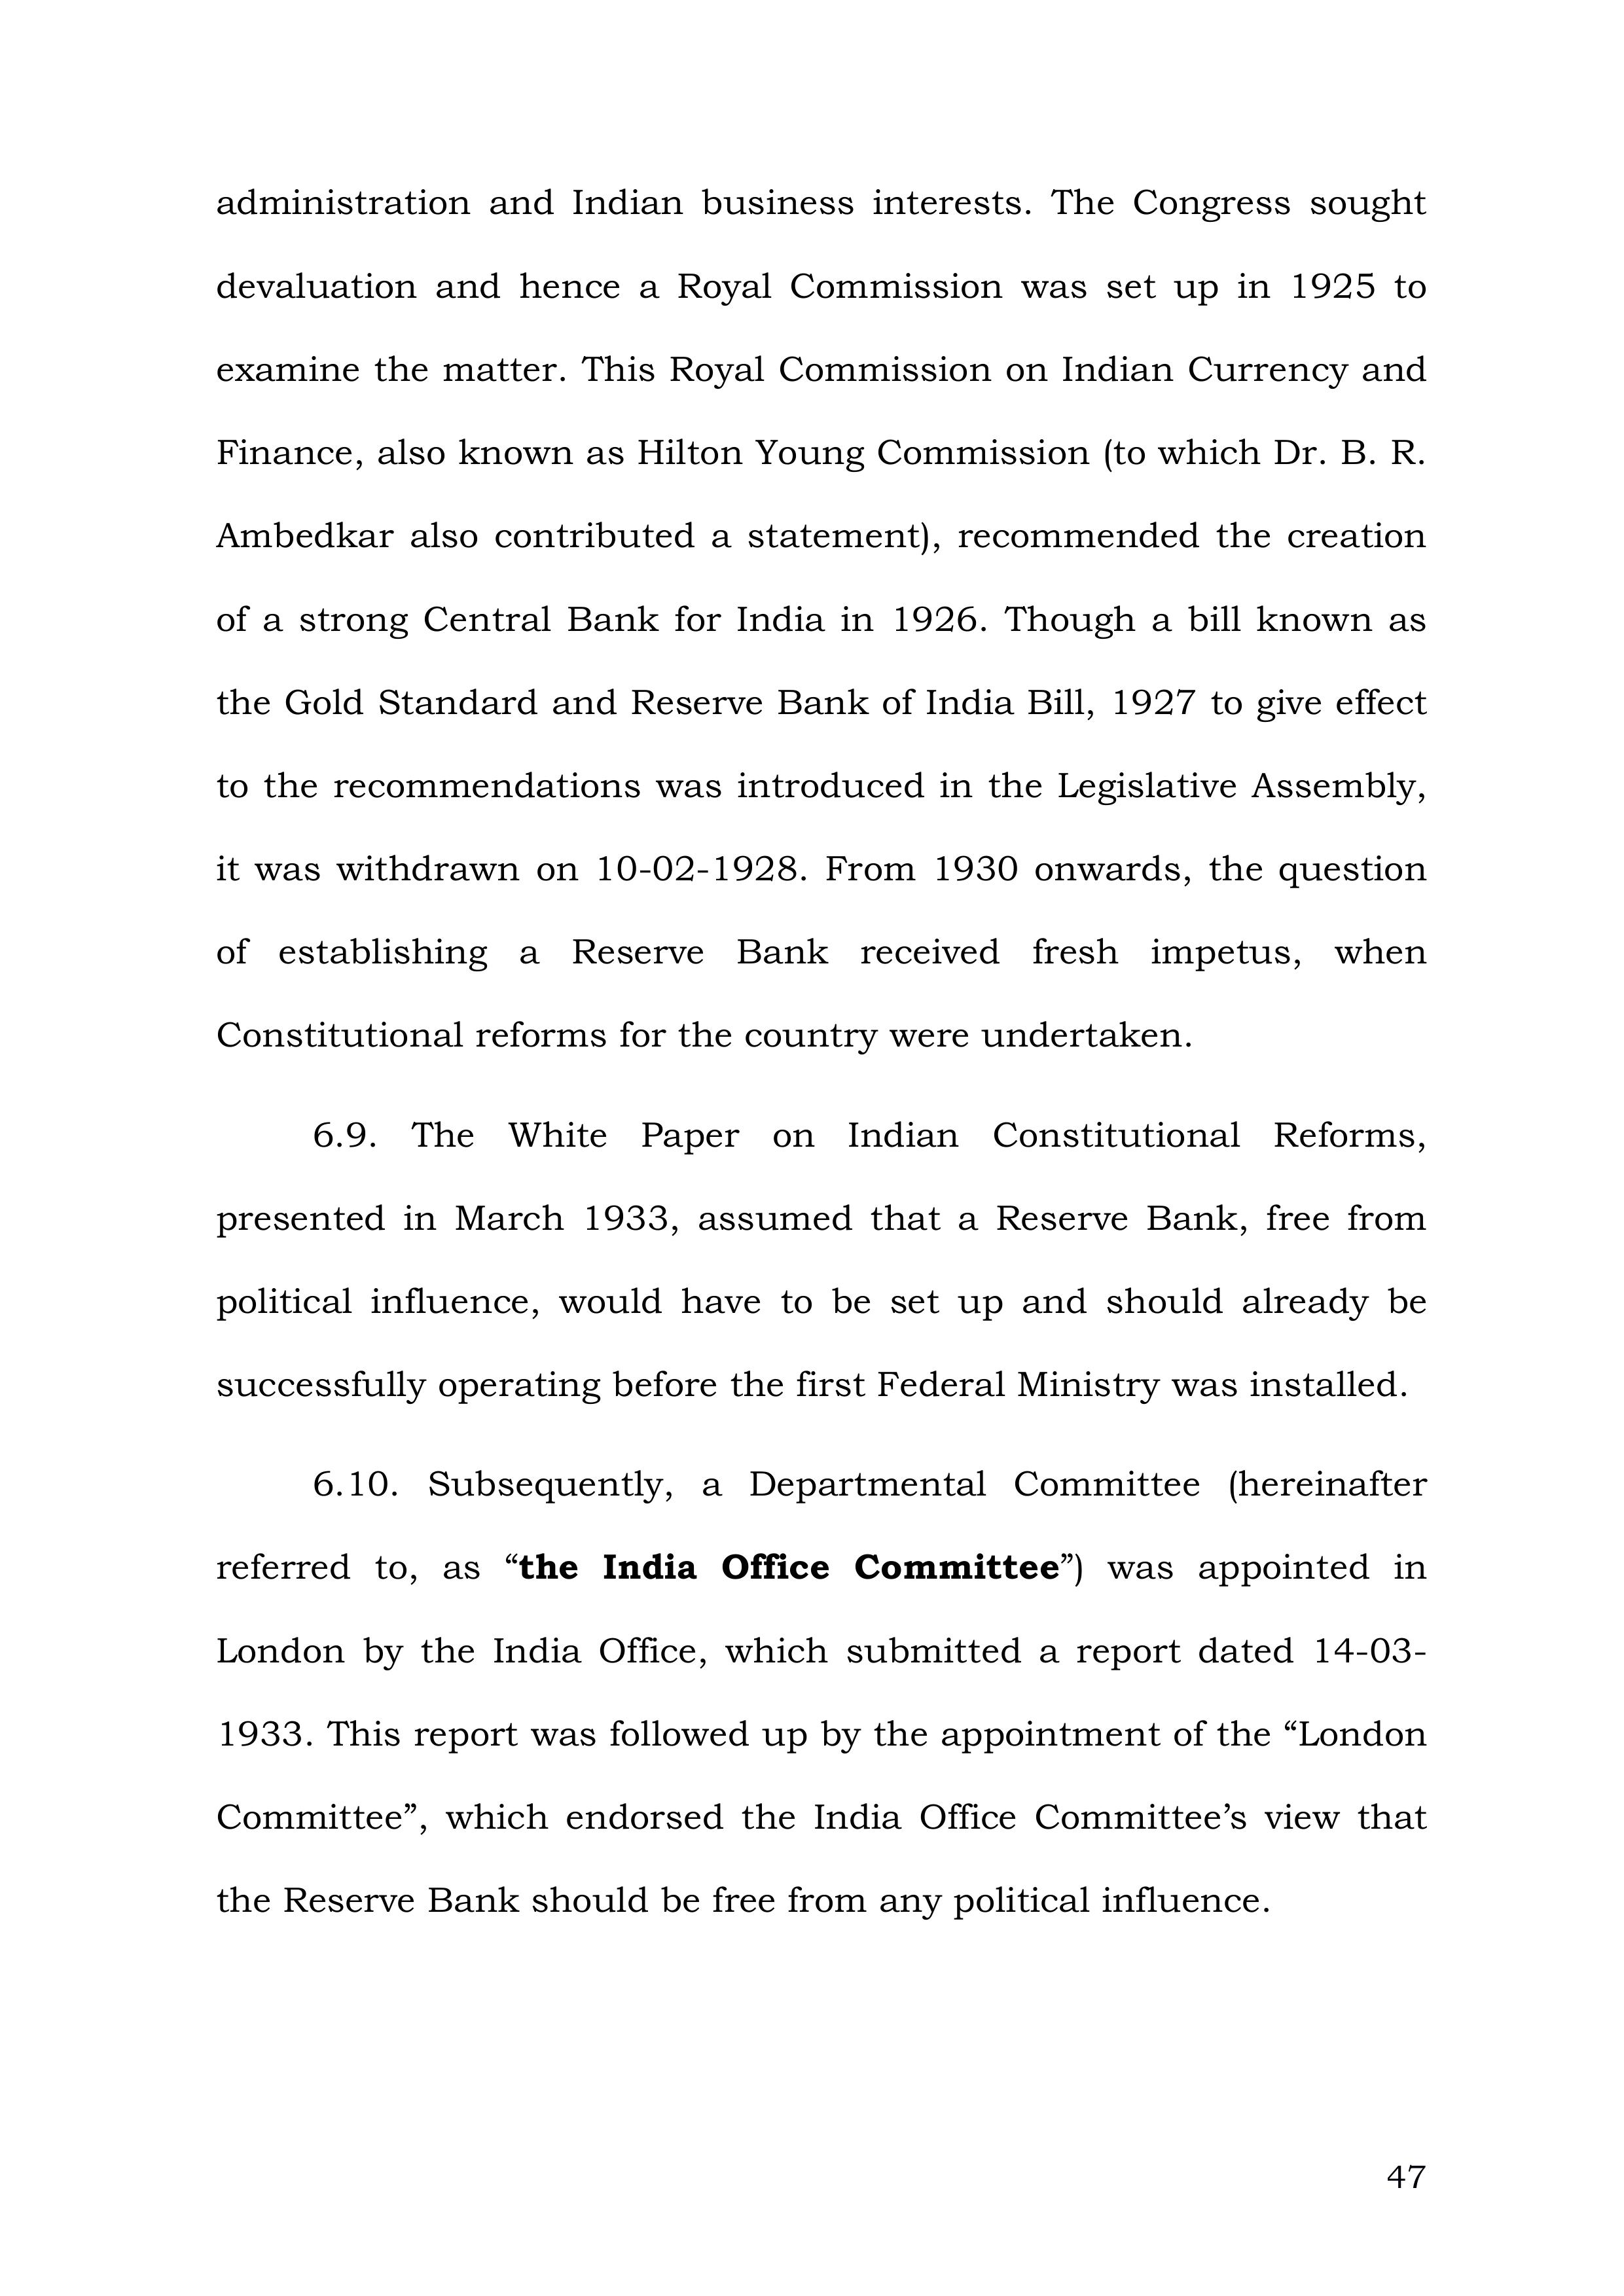 administration and Indian business interests. The Congress sought
devaluation and hence a Royal Commission was set up in 1925 to
examine the matter. This Royal Commission on Indian Currency and
Finance, also known as Hilton Young Commission (to which Dr. B. R.
Ambedkar also contributed a statement), recommended the creation
of a strong Central Bank for India in 1926. Though a bill known as
the Gold Standard and Reserve Bank of India Bill, 1927 to give effect
to the recommendations was introduced in the Legislative Assembly,
it was withdrawn on 10-02-1928. From 1930 onwards, the question
of establishing a Reserve Bank received fresh impetus, when
Constitutional reforms for the country were undertaken.
6.9. The White Paper on Indian Constitutional Reforms,
presented in March 1933, assumed that a Reserve Bank, free from
political influence, would have to be set up and should already be
successfully operating before the first Federal Ministry was installed.
6.10. Subsequently, a Departmental Committee (hereinafter
referred to, as “the India Office Committee”) was appointed in
London by the India Office, which submitted a report dated 14-03-
1933. This report was followed up by the appointment of the “London
Committee”, which endorsed the India Office Committee’s view that
the Reserve Bank should be free from any political influence.
47